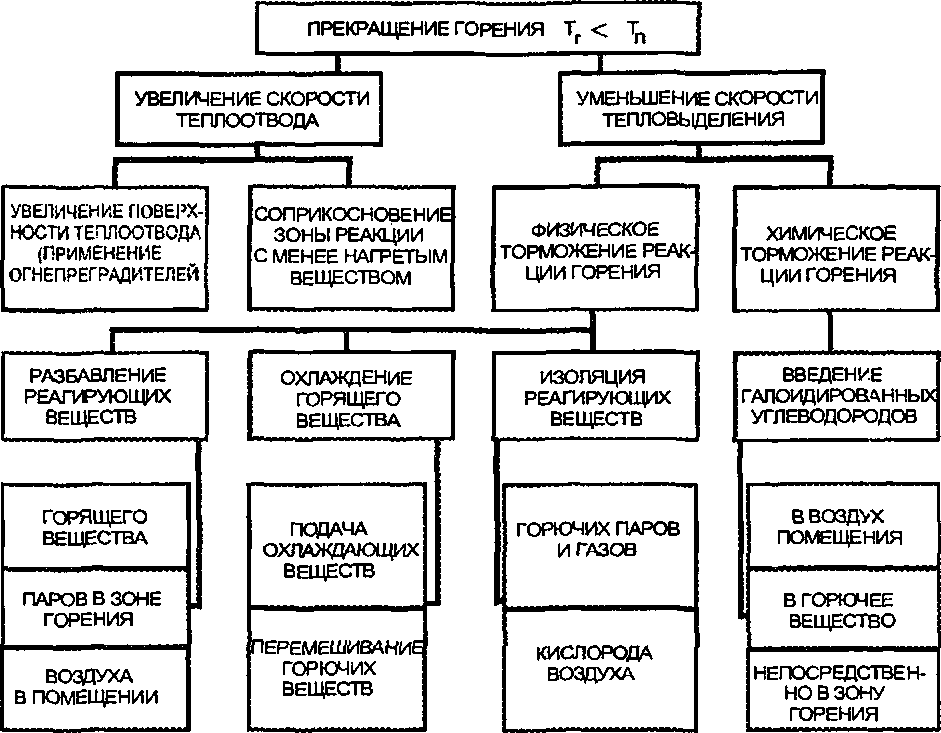 ПРЕКРАЩЕНИЕ ГОРЕНИЯ Tг < Tп
УВЕЛИЧЕНИЕ СКОРОСТИ
ТЕПЛООТВОДА
УМЕНЬШЕНИЕ СКОРОСТИ
ТЕПЛОВЫДЕЛЕНИЯ
УВЕЛИЧЕНИЕ ПОВЕРХ-
НОСТИ ТЕПЛООТВОДА
(ПРИМЕНЕНИЕ
ОГНЕПРЕГРАДИТЕЛЕЙ
СОПРИКОСНОВЕНИЕ
ЗОНЫ РЕАКЦИИ
С МЕНЕЕ НАГРЕТЫМ
ВЕЩЕСТВОМ
ФИЗИЧЕСКОЕ
ТОРМОЖЕНИЕ РЕАК-
ЦИИ ГОРЕНИЯ
ХИМИЧЕСКОЕ
ТОРМОЖЕНИЕ РЕАК-
ЦИИ ГОРЕНИЯ
РАЗБАВЛЕНИЕ
РЕАГИРУЮЩИХ
ВЕЩЕСТВ
ОХЛАЖДЕНИЕ
ГОРЯЩЕГО
ВЕЩЕСТВА
ИЗОЛЯЦИЯ
РЕАГИРУЮЩИХ
ВЕЩЕСТВ
ВВЕДЕНИЕ
ГАЛОИДИРОВАННЫХ
УГЛЕВОДОРОДОВ
ГОРЯЩЕГО
ВЕЩЕСТВА
ПАРОВ В ЗОНЕ
ГОРЕНИЯ
ВОЗДУХА
В ПОМЕЩЕНИИ
ПОДАЧА
ОХЛАЖДАЮЩИХ
ВЕЩЕСТВ
ПЕРЕМЕШИВАНИЕ
ГОРЮЧИХ
ВЕЩЕСТВ
ГОРЮЧИХ ПАРОВ
И ГАЗОВ
КИСЛОРОДА
ВОЗДУХА
В ВОЗДУХ
ПОМЕЩЕНИЯ
В ГОРЮЧЕЕ
ВЕЩЕСТВО
НЕПОСРЕДСТВЕН-
НО В ЗОНУ
ГОРЕНИЯ